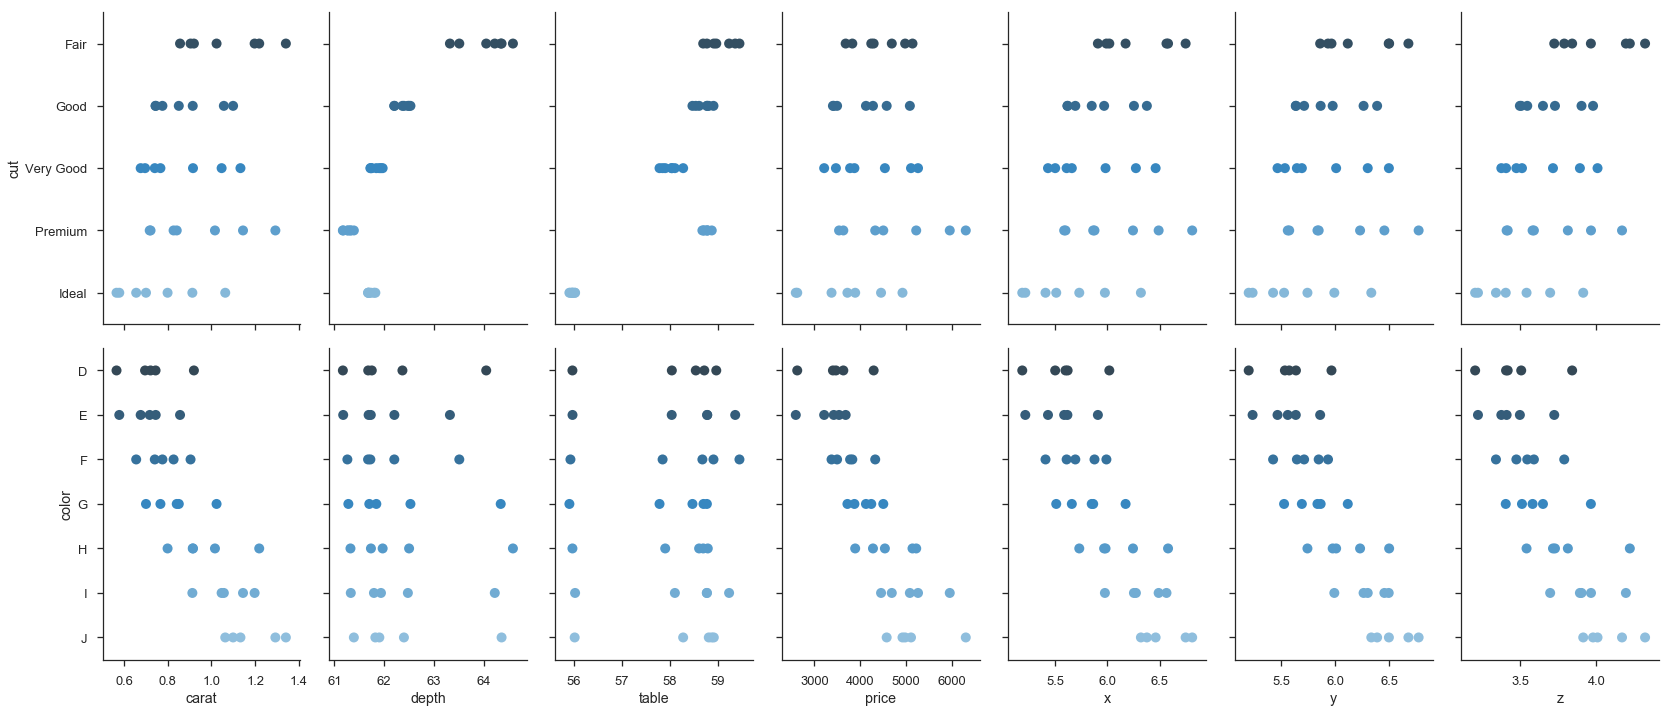 Fair
Good
Very Good
Premium
Ideal
cut
D
E
F
G
H
I
J
color
0.6 0.8 1.0 1.2 1.4 61 62 63 64 56 57 58 59 3000 4000 5000 6000 5.5 6.0 6.5 5.5 6.0 6.5 3.5 4.0
carat depth table price x y z